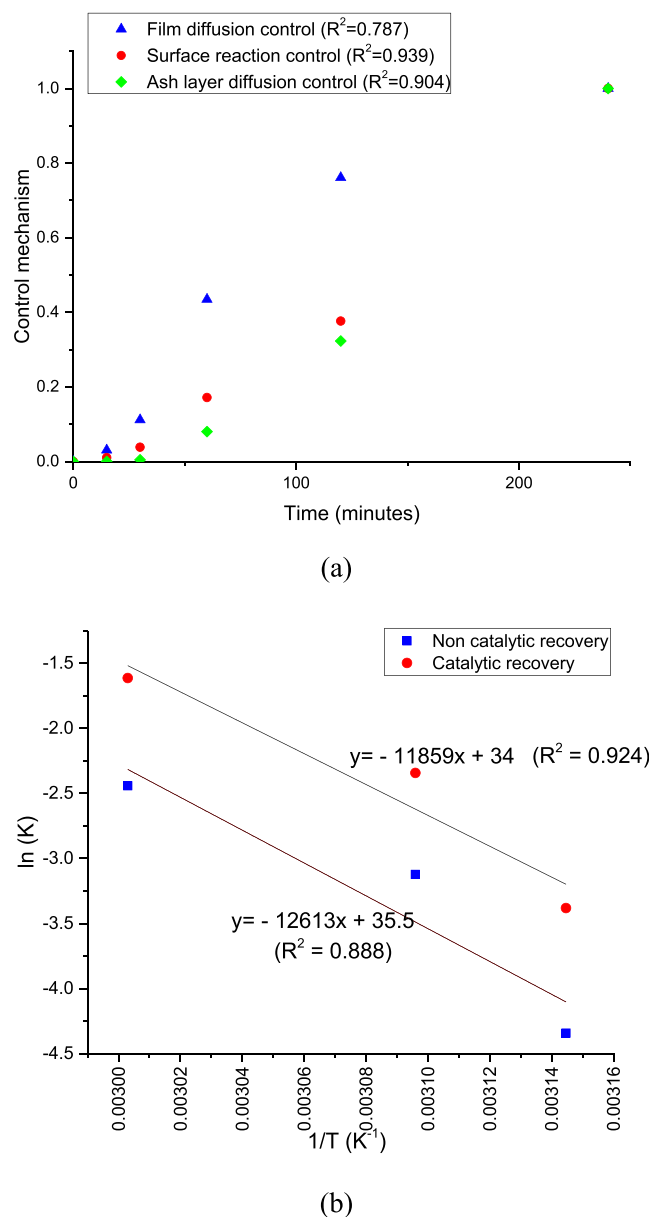 Film diffusion control (R²=0.787)
Surface reaction control (R²=0.939)
Ash layer diffusion control (R²=0.904)
1.0
0.8
0.6
0.4
0.2
0.0
Control mechanism
0 100 200
Time (minutes)
(a)
Non catalytic recovery
Catalytic recovery
-1.5
-2.0
-2.5
-3.0
-3.5
-4.0
-4.5
ln (K)
y= - 11859x + 34 (R² = 0.924)
y= - 12613x + 35.5
(R² = 0.888)
0.00300 0.00302 0.00304 0.00306 0.00308 0.00310 0.00312 0.00314 0.00316
1/T (K⁻¹)
(b)